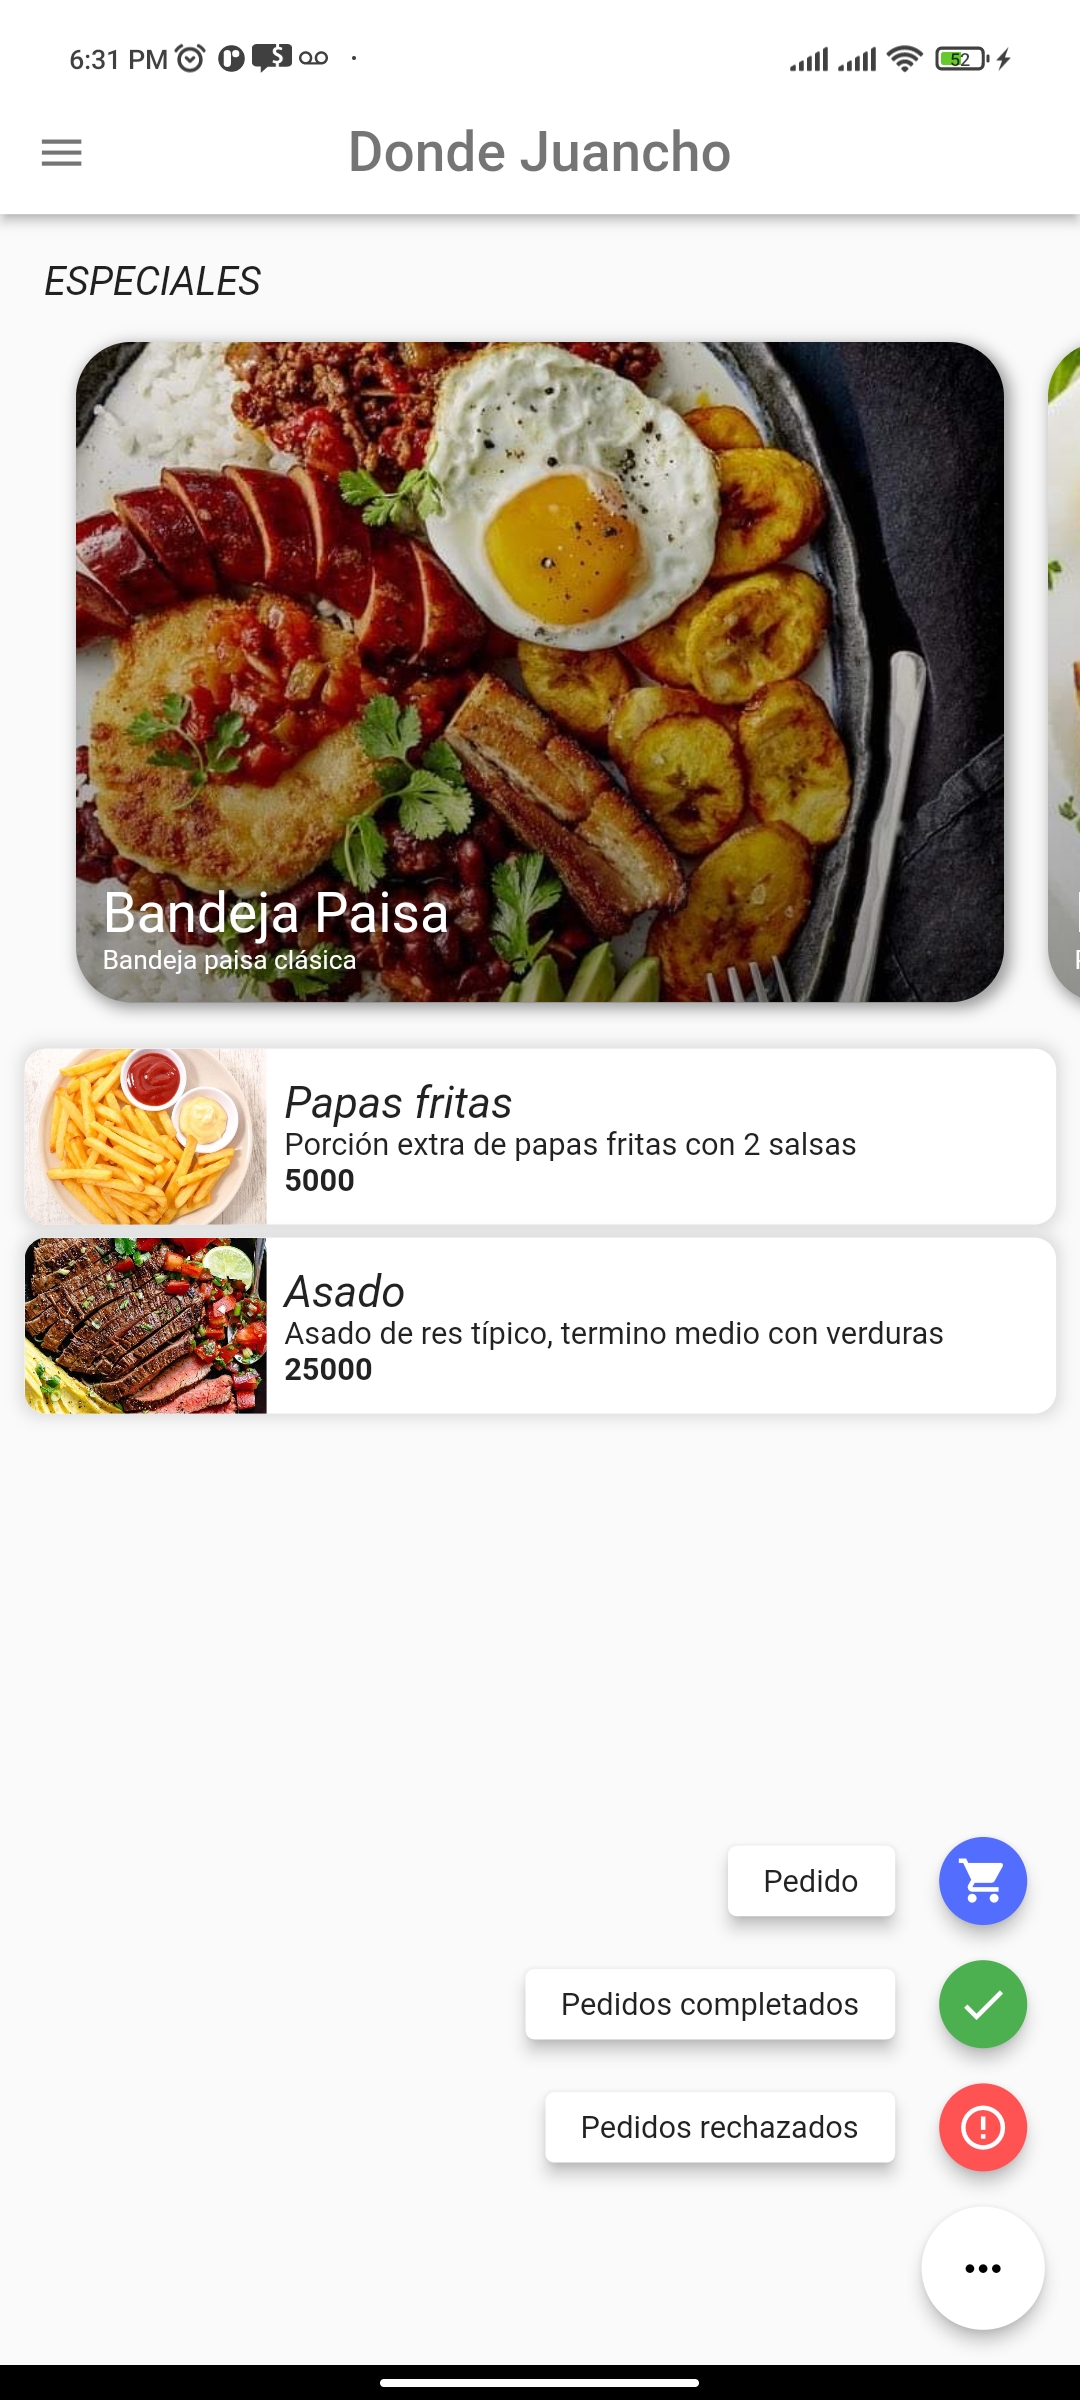 6:31 PM
52
Donde Juancho
ESPECIALES
Bandeja Paisa
Bandeja paisa clásica
Papas fritas
Porción extra de papas fritas con 2 salsas
5000
Asado
Asado de res típico, termino medio con verduras
25000
Pedido
Pedidos completados
Pedidos rechazados